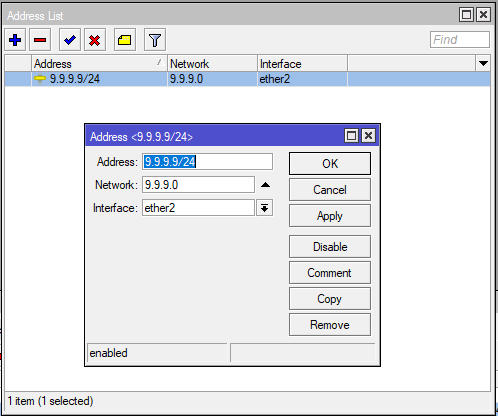 Address List
Find
Address Network Interface
9.9.9.9/24 9.9.9.0 ether2
Address <9.9.9.9/24>
Address: 9.9.9.9/24
Network: 9.9.9.0
Interface: ether2
OK
Cancel
Apply
Disable
Comment
Copy
Remove
enabled
1 item (1 selected)